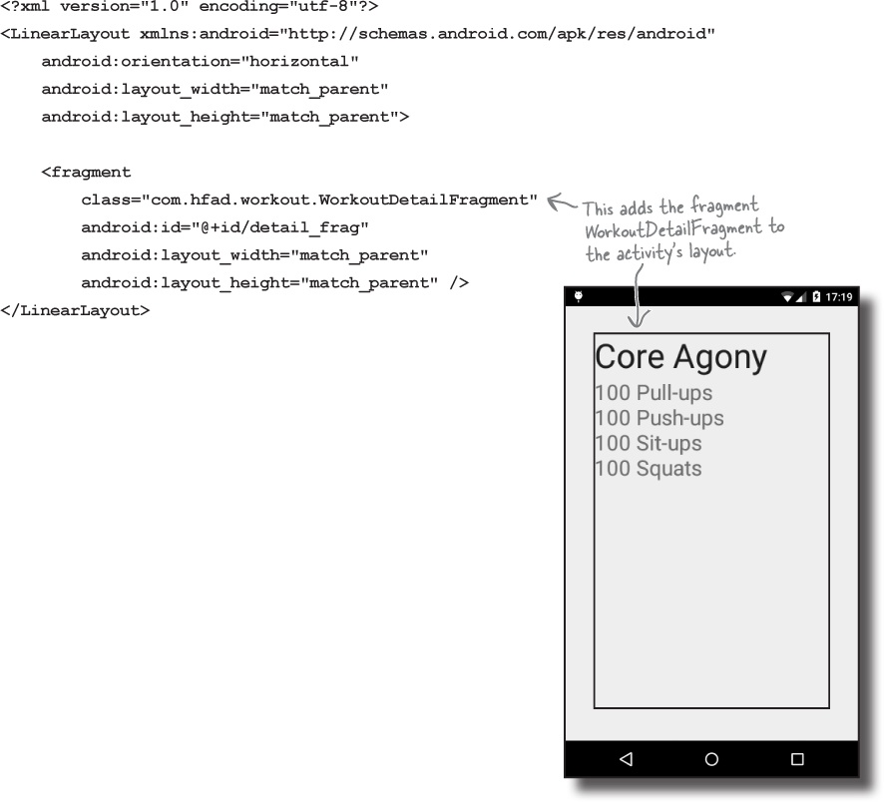 <?xml version="1.0" encoding="utf-8"?>
<LinearLayout xmlns:android="http://schemas.android.com/apk/res/android"
    android:orientation="horizontal"
    android:layout_width="match_parent"
    android:layout_height="match_parent">
    <fragment
        class="com.hfad.workout.WorkoutDetailFragment"
        android:id="@+id/detail_frag"
        android:layout_width="match_parent"
        android:layout_height="match_parent" />
</LinearLayout>
This adds the fragment
WorkoutDetailFragment to
the activity's layout.
17:19
Core Agony
100 Pull-ups
100 Push-ups
100 Sit-ups
100 Squats